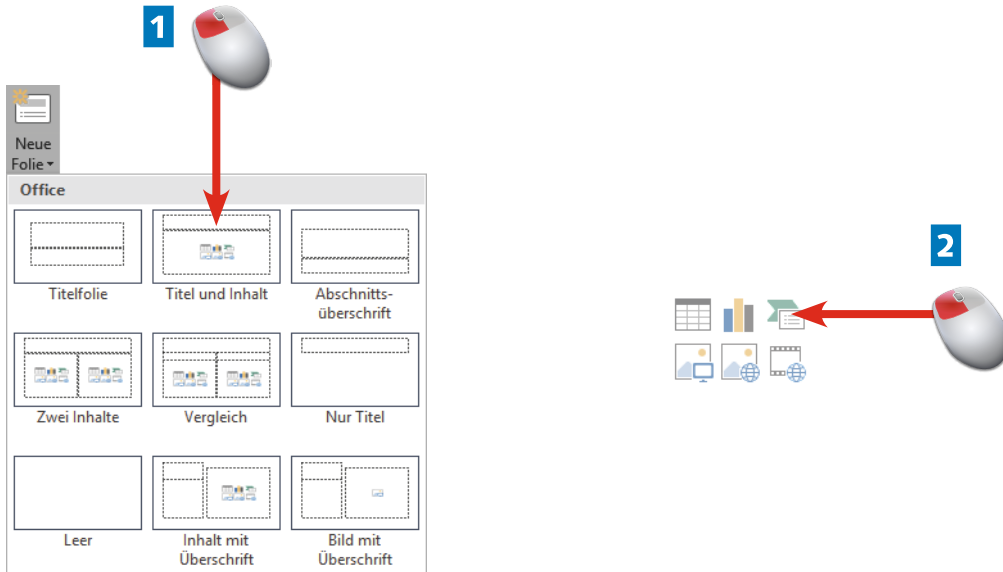 1
Neue
Folie
Office
Titelfolie
Titel und Inhalt
Abschnitts-
überschrift
Zwei Inhalte
Vergleich
Nur Titel
Leer
Inhalt mit
Überschrift
Bild mit
Überschrift
2